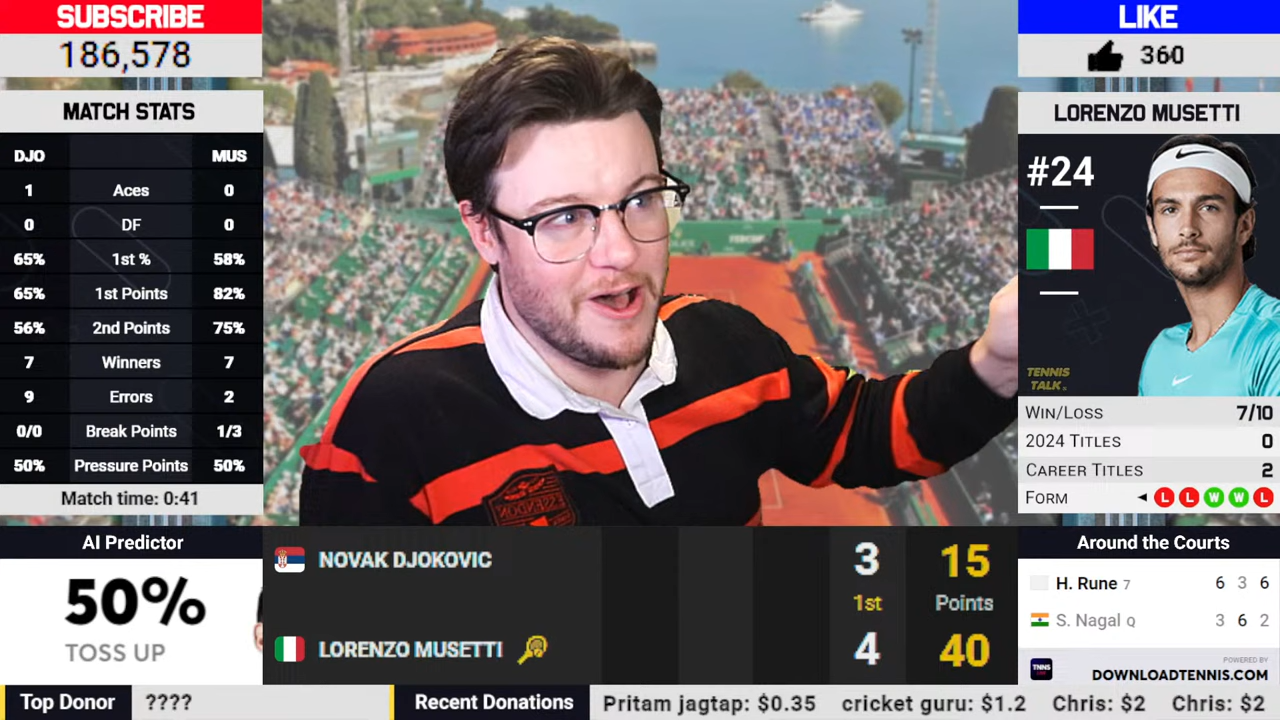 SUBSCRIBE
186,578
MATCH STATS
DJO MUS
1 Aces 0
0 DF 0
65% 1st % 58%
65% 1st Points 82%
56% 2nd Points 75%
7 Winners 7
9 Errors 2
0/0 Break Points 1/3
50% Pressure Points 50%
Match time: 0:41
AI Predictor
50%
TOSS UP
ESSENDON
NOVAK DJOKOVIC 3 15
1st Points
LORENZO MUSETTI 4 40
LIKE
360
LORENZO MUSETTI
#24
TENNIS
TALK
WIN/LOSS 7/10
2024 TITLES 0
CAREER TITLES 2
FORM L L W W L
Around the Courts
H. Rune 7 6 3 6
S. Nagal Q 3 6 2
POWERED BY
TNNS
DOWNLOADTENNIS.COM
Top Donor ???? Recent Donations Pritam jagtap: $0.35 cricket guru: $1.2 Chris: $2 Chris: $2